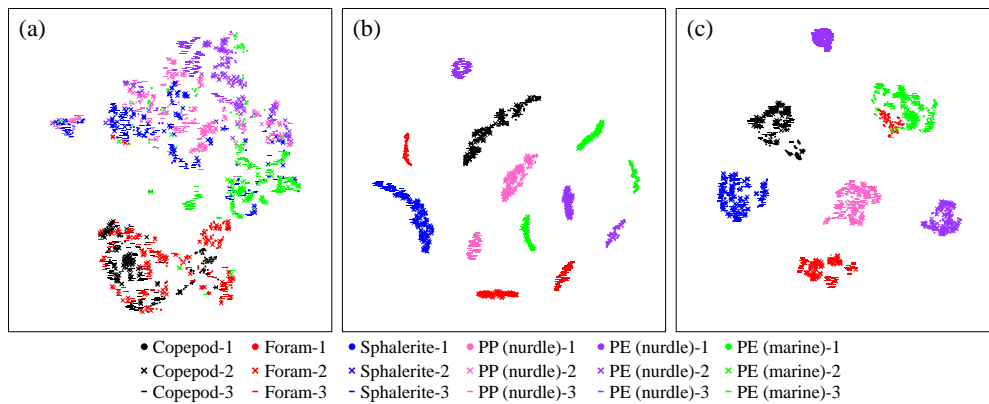 (a) (b) (c)
Copepod-1 Foram-1 Sphalerite-1 PP (nurdle)-1 PE (nurdle)-1 PE (marine)-1
Copepod-2 Foram-2 Sphalerite-2 PP (nurdle)-2 PE (nurdle)-2 PE (marine)-2
Copepod-3 Foram-3 Sphalerite-3 PP (nurdle)-3 PE (nurdle)-3 PE (marine)-3